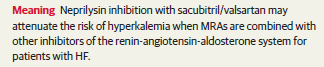 Meaning Neprilysin inhibition with sacubitril/valsartan may
attenuate the risk of hyperkalemia when MRAs are combined with
other inhibitors of the renin-angiotensin-aldosterone system for
patients with HF.